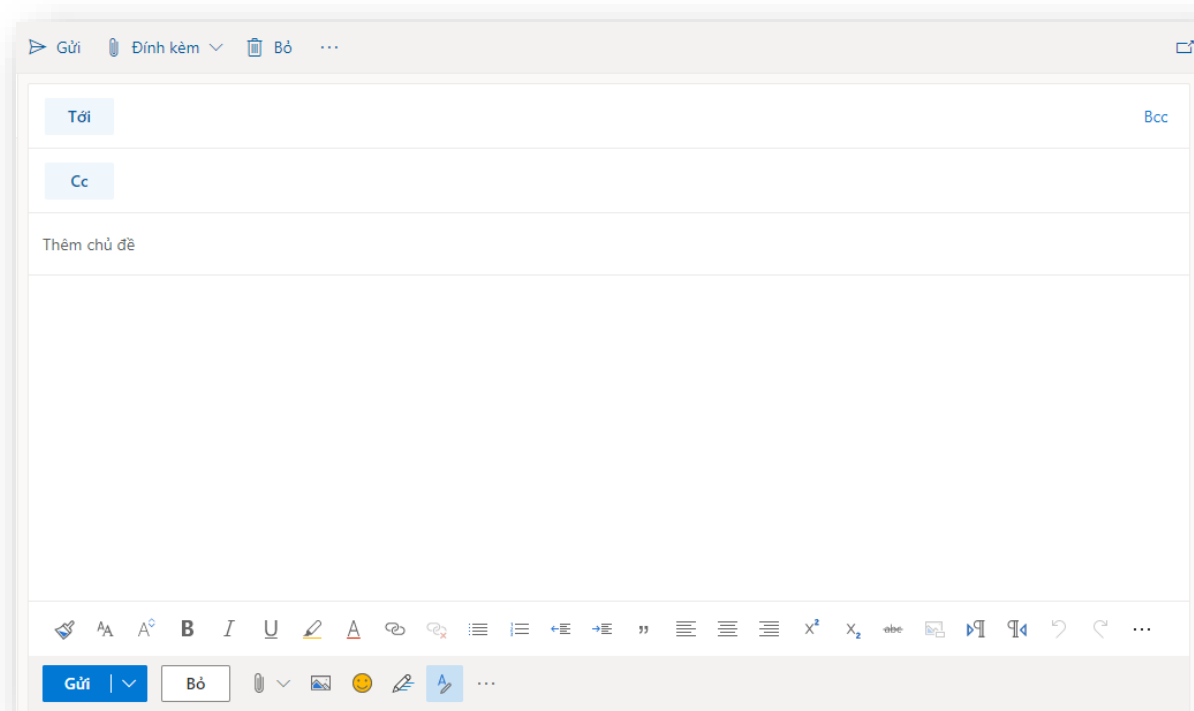 Gửi Đính kèm Bỏ
Tới Bcc
Cc
Thêm chủ đề
Gửi Bỏ